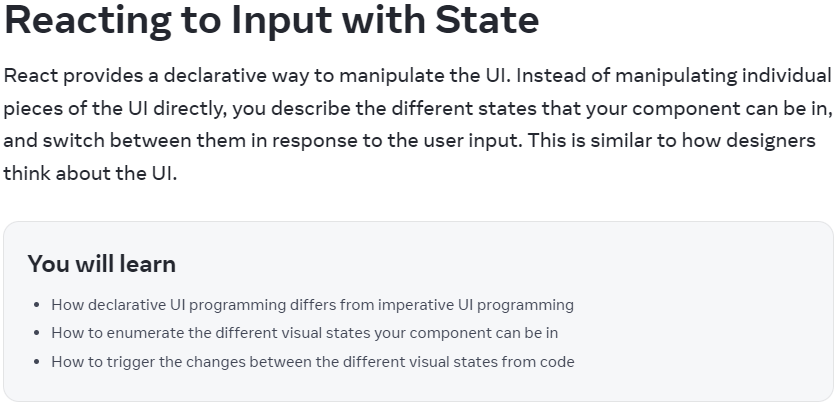 Reacting to Input with State
React provides a declarative way to manipulate the UI. Instead of manipulating individual
pieces of the UI directly, you describe the different states that your component can be in,
and switch between them in response to the user input. This is similar to how designers
think about the UI.
You will learn
• How declarative UI programming differs from imperative UI programming
• How to enumerate the different visual states your component can be in
• How to trigger the changes between the different visual states from code